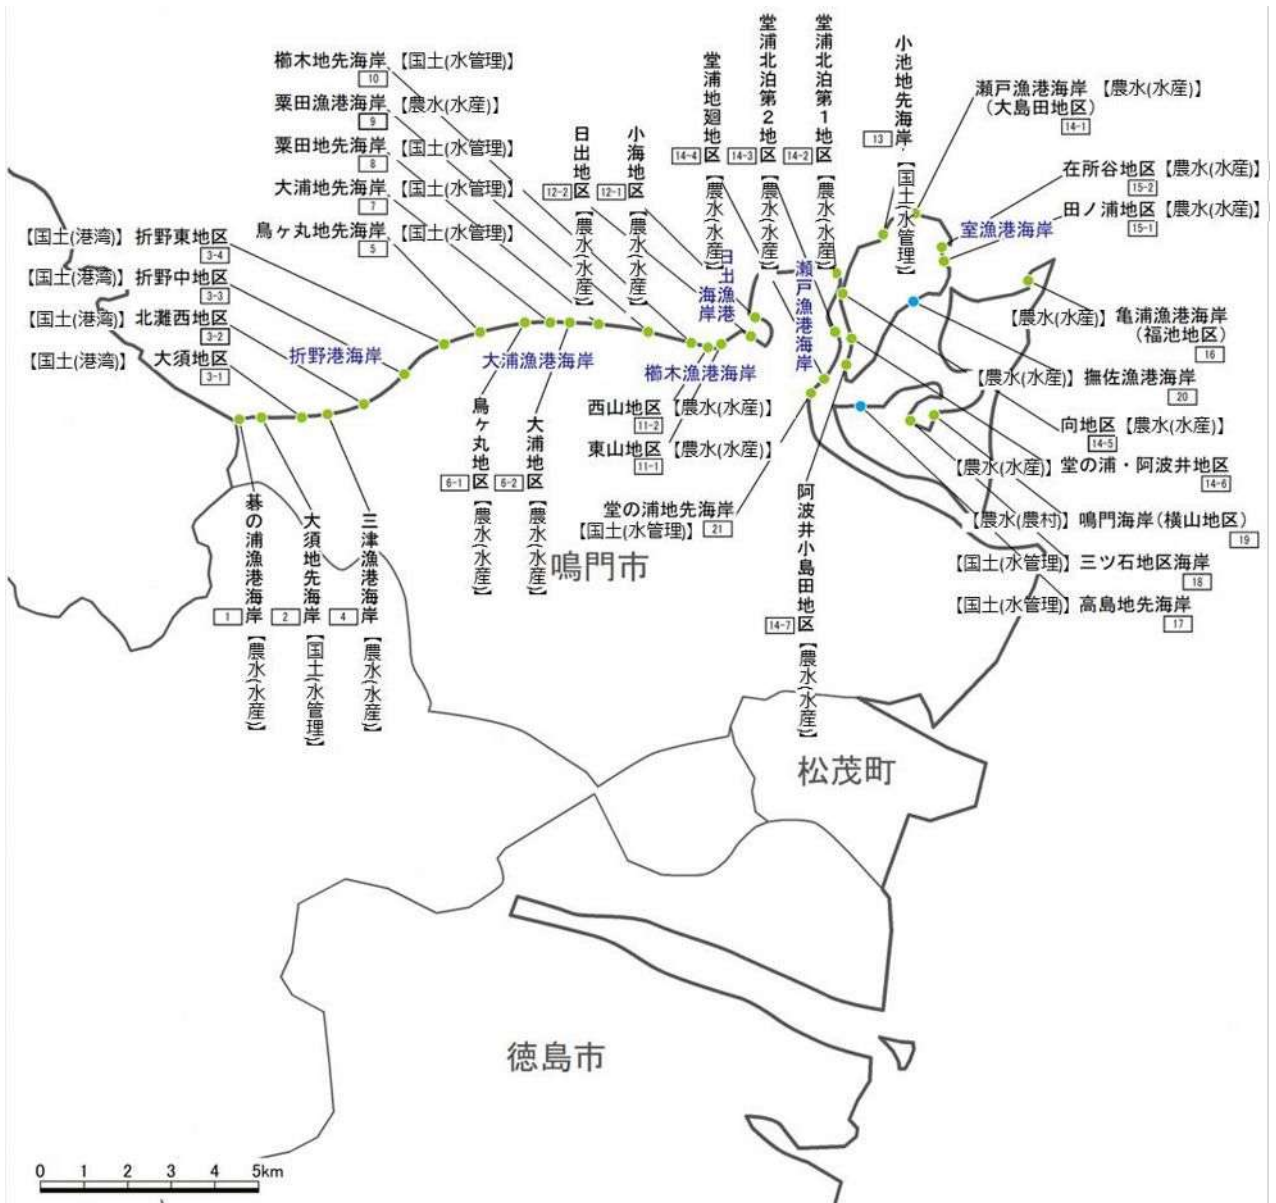 櫛木地先海岸【国土(水管理)】
10
粟田漁港海岸【農水(水産)】
9
粟田地先海岸【国土(水管理)】
8
大浦地先海岸【国土(水管理)】
7
鳥ヶ丸地先海岸【国土(水管理)】
5
【国土(港湾)】折野東地区
3-4
【国土(港湾)】折野中地区
3-3
【国土(港湾)】北灘西地区
3-2
【国土(港湾)】大須地区
3-1
折野港海岸
日出地区【農水(水産)】
12-2
小海地区【農水(水産)】
12-1
堂浦地廻地区【農水(水産)】
14-4
堂浦北泊第2地区【農水(水産)】
14-3
堂浦北泊第1地区【農水(水産)】
14-2
小池地先海岸【国土(水管理)】
13
瀬戸漁港海岸【農水(水産)】
(大島田地区)
14-1
在所谷地区【農水(水産)】
15-2
田ノ浦地区【農水(水産)】
15-1
室漁港海岸
日出漁港海岸
瀬戸漁港海岸
大浦漁港海岸
櫛木漁港海岸
【農水(水産)】亀浦漁港海岸
(福池地区)
16
【農水(水産)】撫佐漁港海岸
20
向地区【農水(水産)】
14-5
【農水(水産)】堂の浦・阿波井地区
14-6
【農水(農村)】鳴門海岸(横山地区)
19
【国土(水管理)】三ツ石地区海岸
18
【国土(水管理)】高島地先海岸
17
西山地区【農水(水産)】
11-2
東山地区【農水(水産)】
11-1
堂の浦地先海岸
【国土(水管理)】
21
鳥ヶ丸地区【農水(水産)】
6-1
大浦地区【農水(水産)】
6-2
阿波井小島田地区【農水(水産)】
14-7
碁の浦漁港海岸【農水(水産)】
1
大須地先海岸【国土(水管理)】
2
三津漁港海岸【農水(水産)】
4
鳴門市
松茂町
徳島市
0 1 2 3 4 5km